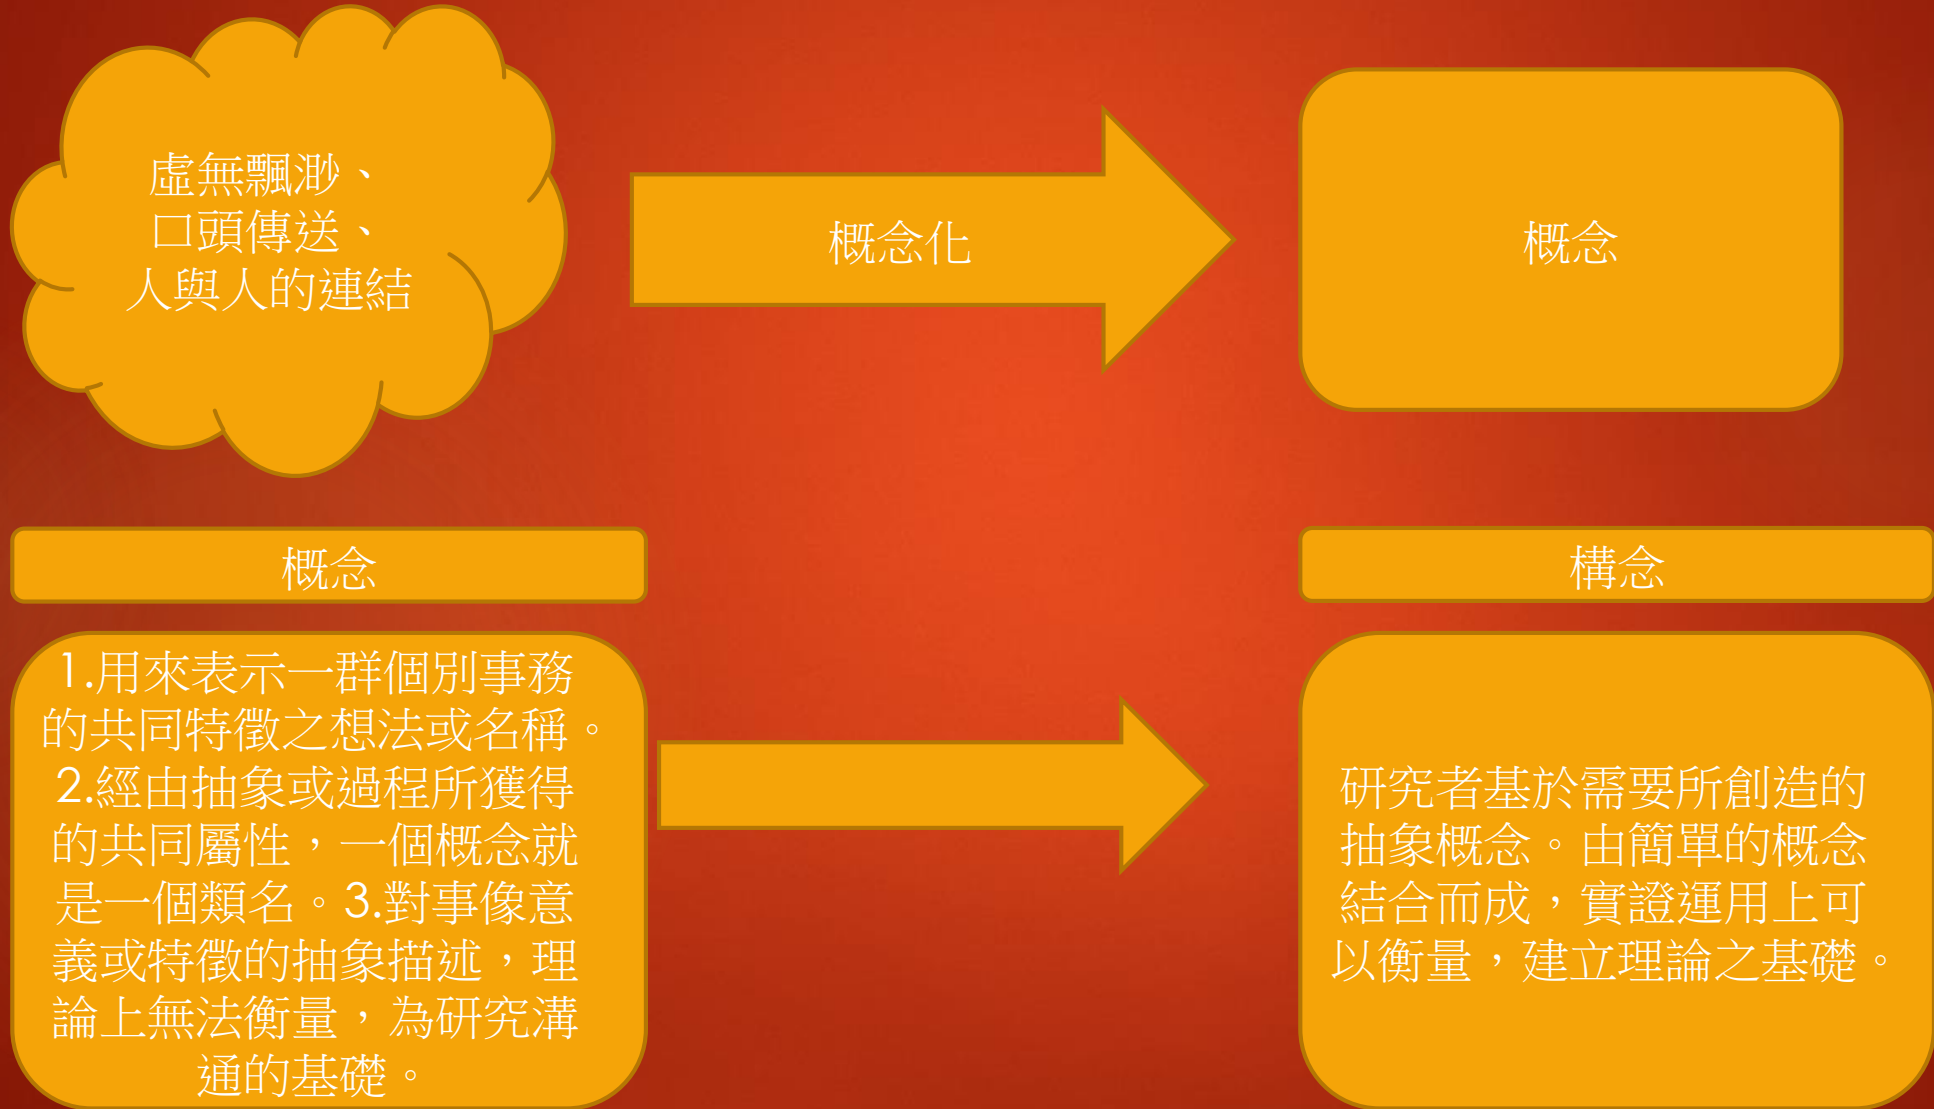 虛無飄渺、
口頭傳送、
人與人的連結
概念化
概念
概念
構念
1.用來表示一群個別事務
的共同特徵之想法或名稱。
2.經由抽象或過程所獲得
的共同屬性，一個概念就
是一個類名。3.對事像意
義或特徵的抽象描述，理
論上無法衡量，為研究溝
通的基礎。
研究者基於需要所創造的
抽象概念。由簡單的概念
結合而成，實證運用上可
以衡量，建立理論之基礎。